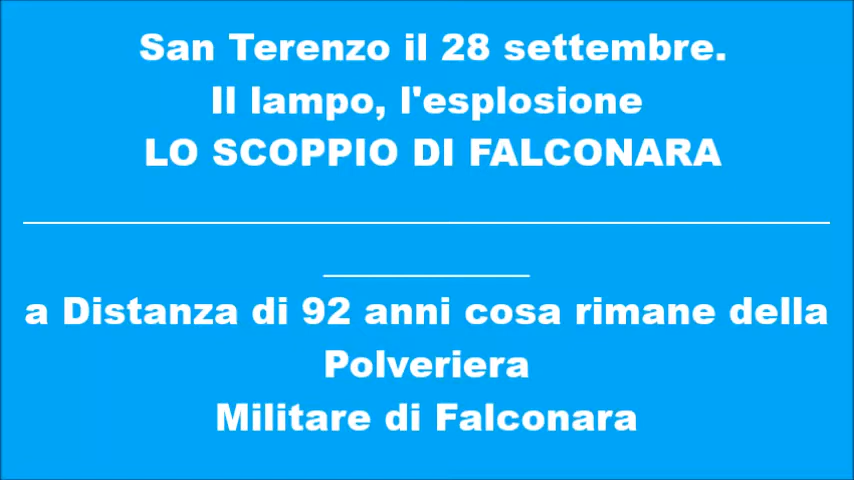 San Terenzo il 28 settembre.
Il lampo, l'esplosione
LO SCOPPIO DI FALCONARA
a Distanza di 92 anni cosa rimane della
Polveriera
Militare di Falconara